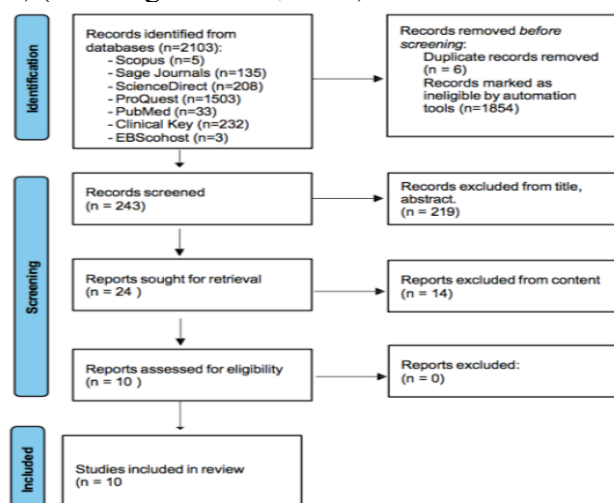 Identification
Records identified from
databases (n=2103):
- Scopus (n=5)
- Sage Journals (n=135)
- ScienceDirect (n=208)
- ProQuest (n=1503)
- PubMed (n=33)
- Clinical Key (n=232)
- EBScohost (n=3)
Records removed before
screening:
Duplicate records removed
(n = 6)
Records marked as
ineligible by automation
tools (n=1854)
Screening
Records screened
(n = 243)
Records excluded from title,
abstract.
(n = 219)
Reports sought for retrieval
(n = 24 )
Reports excluded from content
(n = 14)
Reports assessed for eligibility
(n = 10 )
Reports excluded:
(n = 0)
Included
Studies included in review
(n = 10